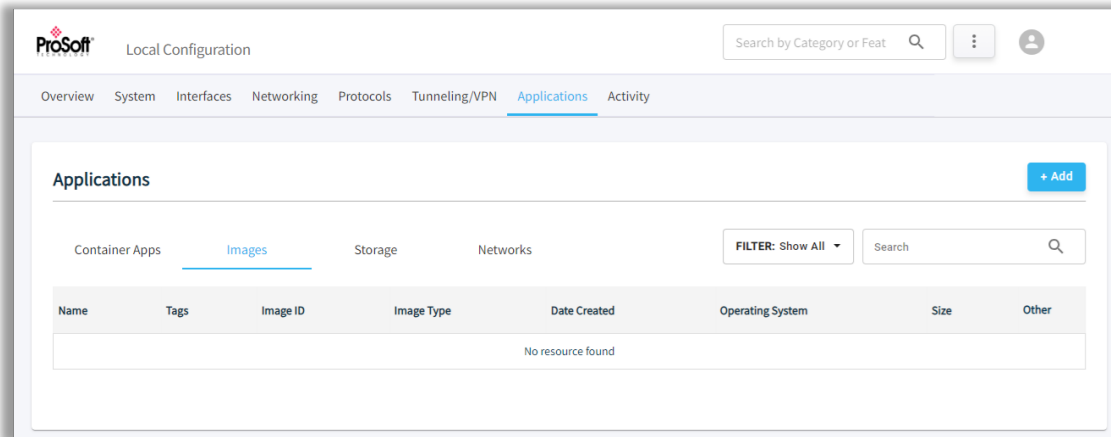 ProSoft
TECHNOLOGY
Local Configuration
Search by Category or Feat
Overview System Interfaces Networking Protocols Tunneling/VPN Applications Activity
Applications
+ Add
Container Apps Images Storage Networks
FILTER: Show All
Search
Name Tags Image ID Image Type Date Created Operating System Size Other
No resource found